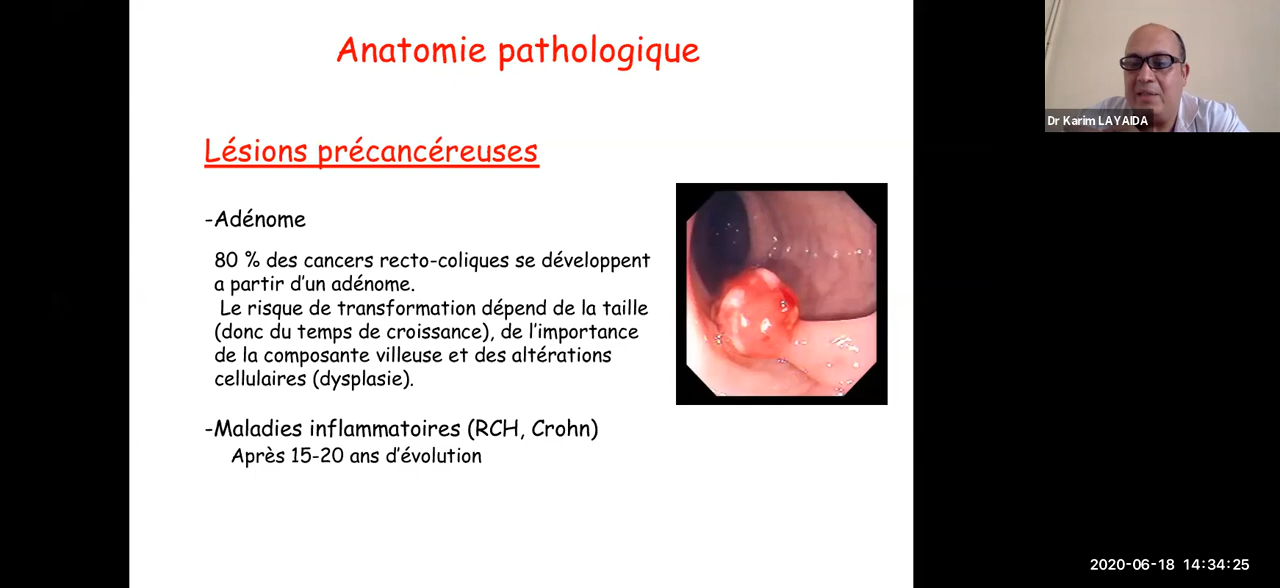 Anatomie pathologique
Lésions précancéreuses
-Adénome
80 % des cancers recto-coliques se développent
a partir d’un adénome.
Le risque de transformation dépend de la taille
(donc du temps de croissance), de l’importance
de la composante villeuse et des altérations
cellulaires (dysplasie).
-Maladies inflammatoires (RCH, Crohn)
Après 15-20 ans d’évolution
Dr Karim LAYAIDA
2020-06-18 14:34:25